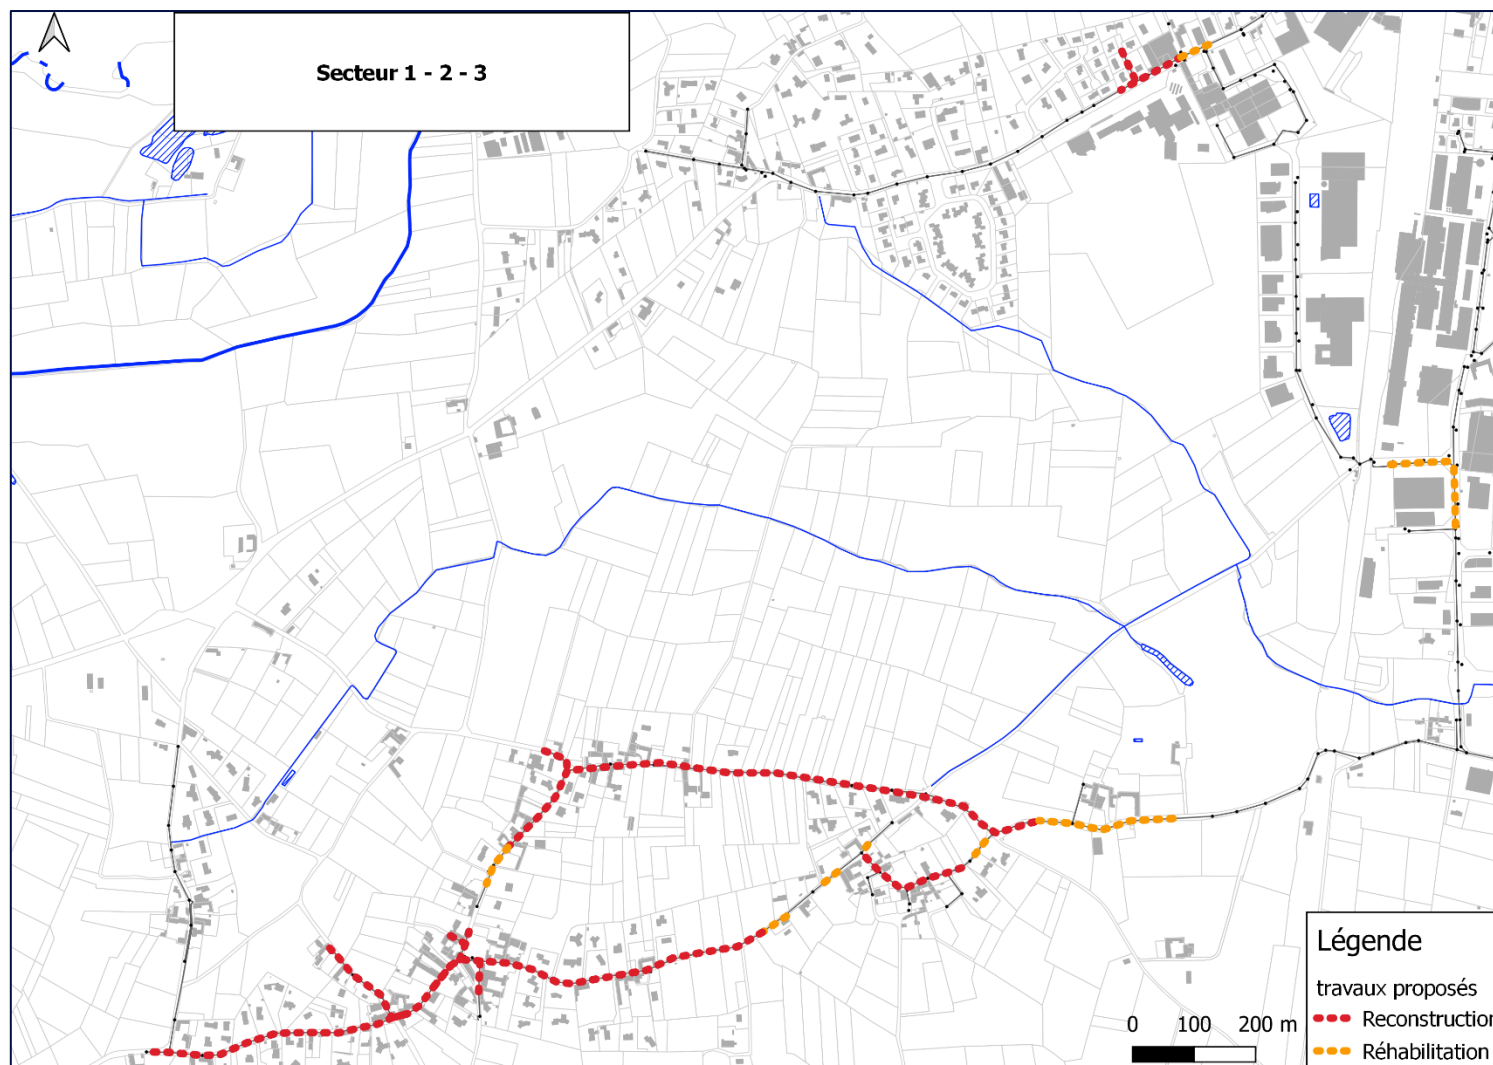 Secteur 1 - 2 - 3
Légende
travaux proposés
Reconstruction
Réhabilitation
0 100 200 m